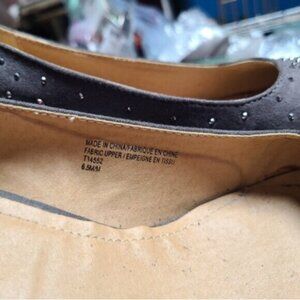 MADE IN CHINA/FABRIQUE EN CHINE
FABRIC UPPER / EMPEIGNE EN TISSU
T14552
6.5M/M